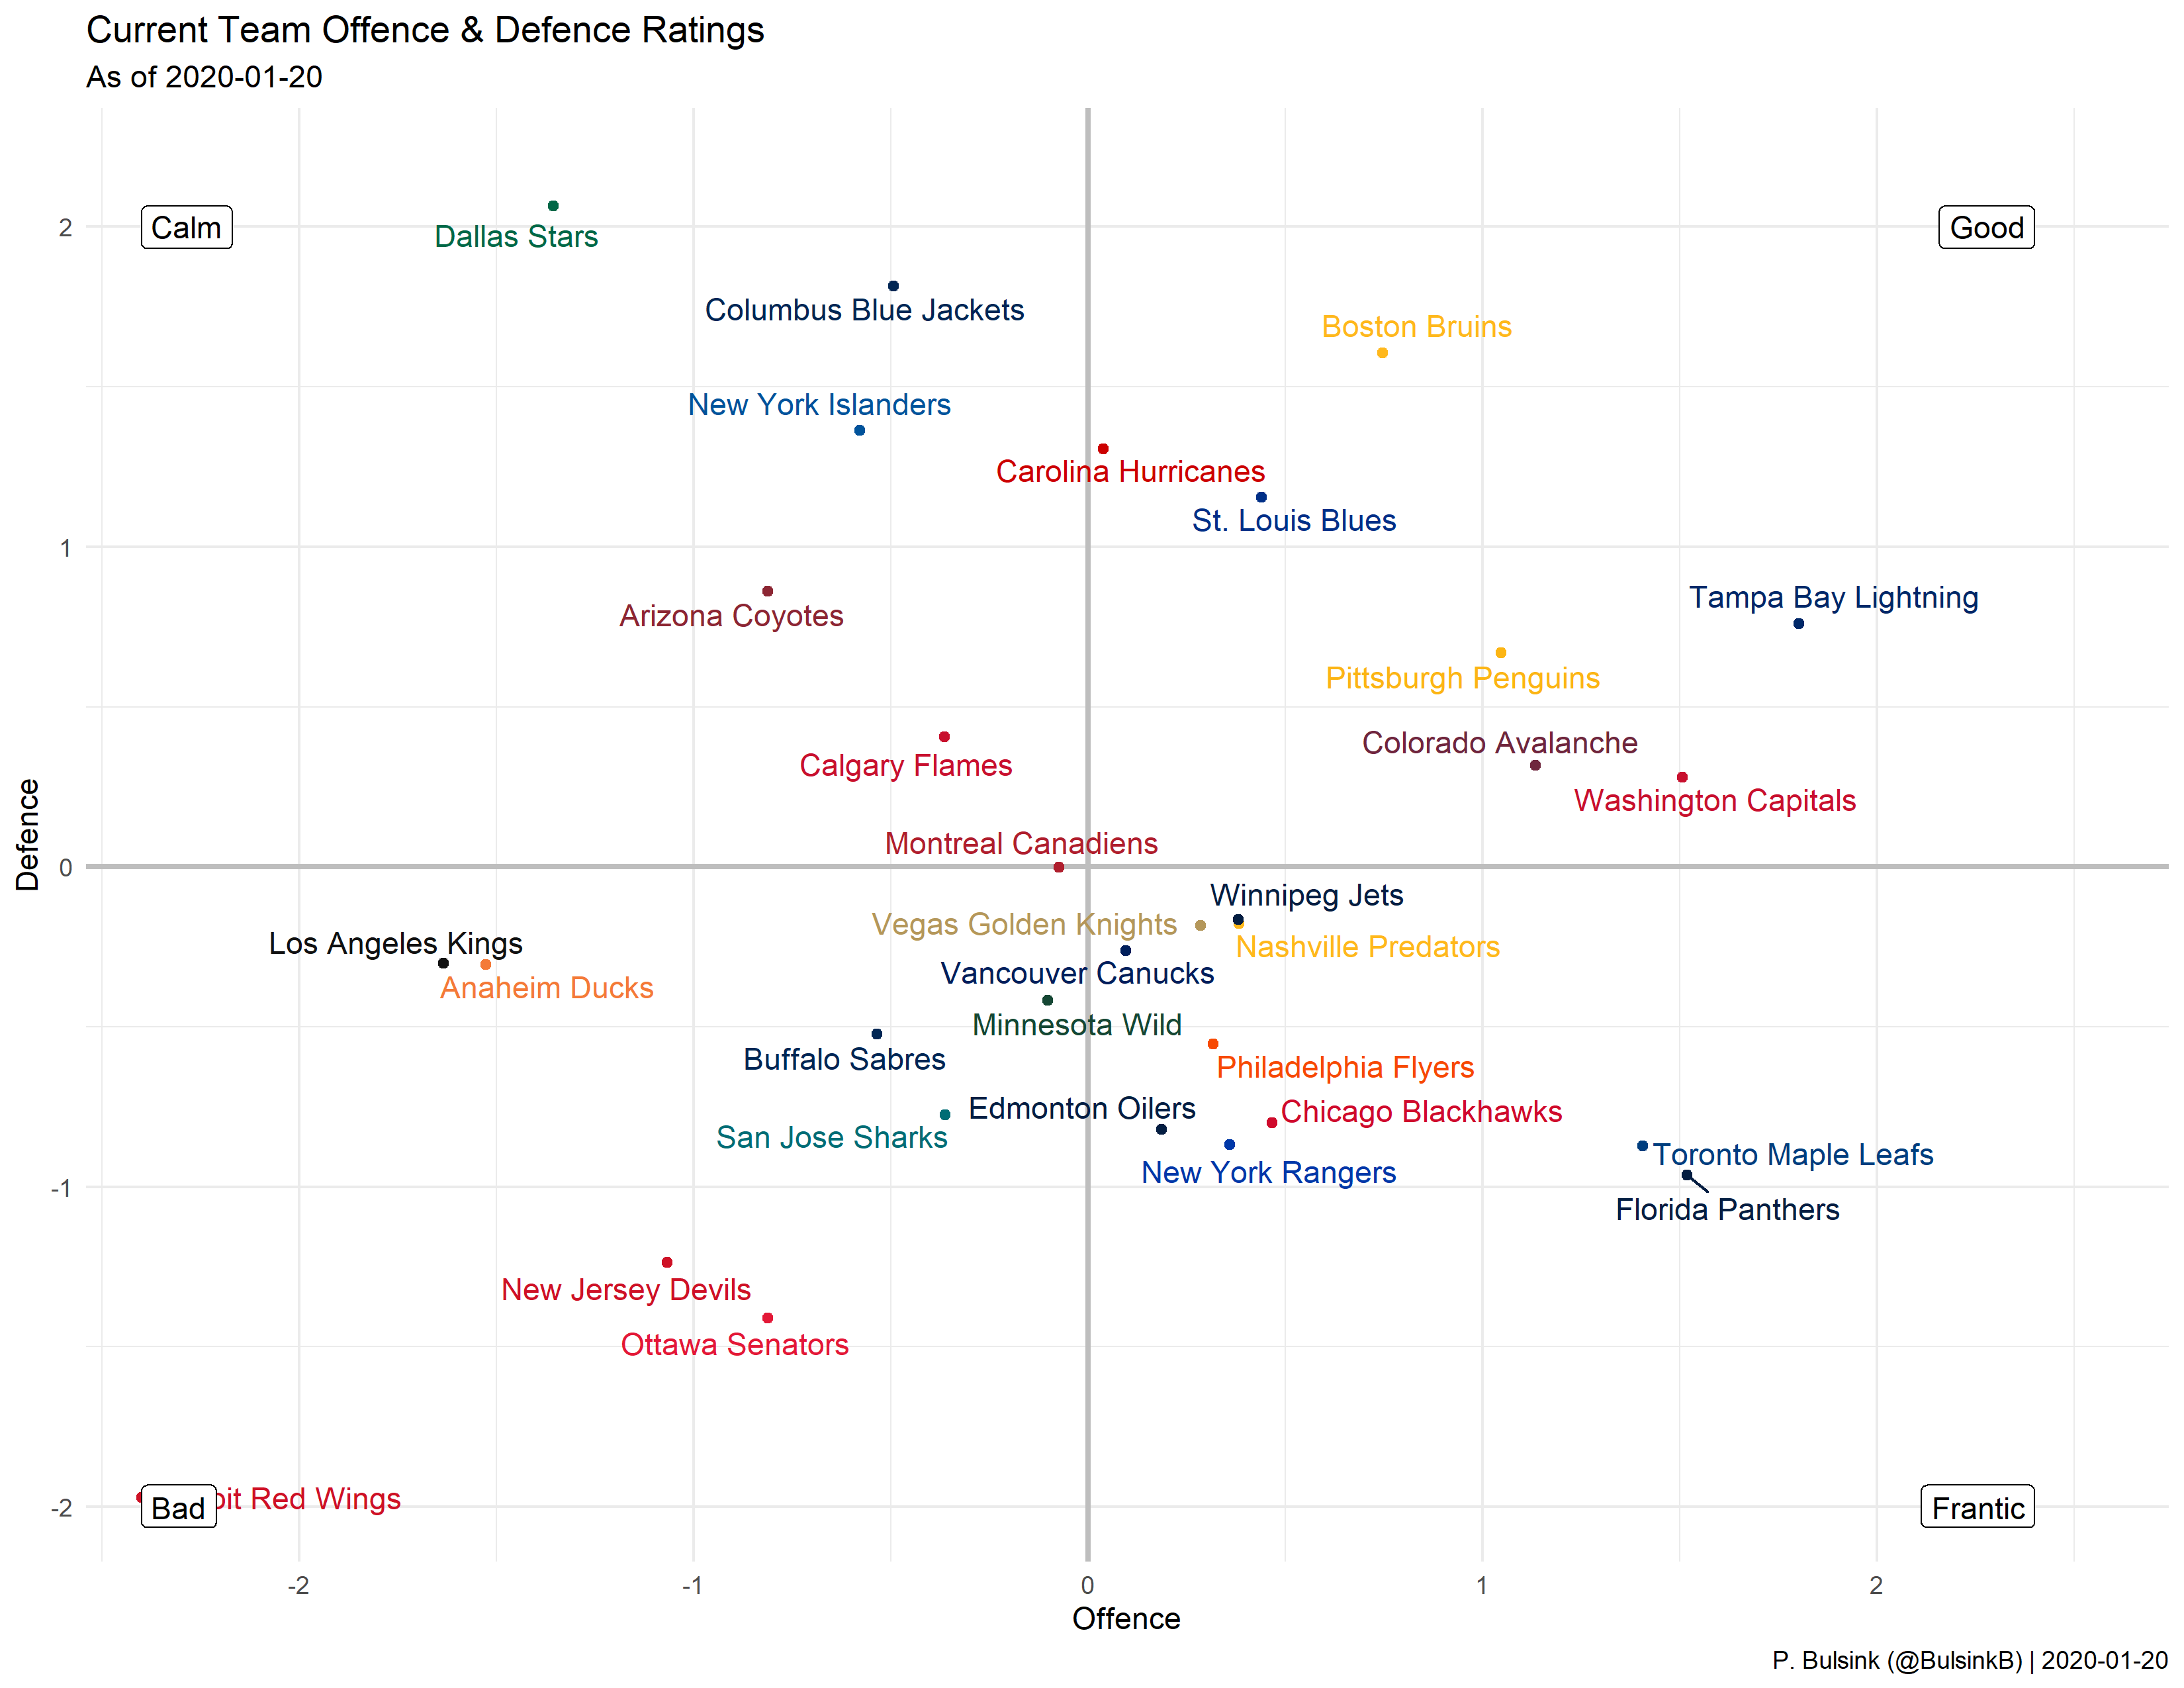 Current Team Offence & Defence Ratings
As of 2020-01-20
Calm
Good
2
Dallas Stars
Columbus Blue Jackets
Boston Bruins
New York Islanders
Carolina Hurricanes
St. Louis Blues
1
Arizona Coyotes
Tampa Bay Lightning
Pittsburgh Penguins
Colorado Avalanche
Calgary Flames
Washington Capitals
Defence
Montreal Canadiens
0
Winnipeg Jets
Vegas Golden Knights
Nashville Predators
Los Angeles Kings
Vancouver Canucks
Anaheim Ducks
Minnesota Wild
Buffalo Sabres
Philadelphia Flyers
Edmonton Oilers
Chicago Blackhawks
San Jose Sharks
Toronto Maple Leafs
New York Rangers
-1
Florida Panthers
New Jersey Devils
Ottawa Senators
Red Wings
-2
Bad
Frantic
-2
-1
0
1
2
Offence
P. Bulsink (@BulsinkB) | 2020-01-20